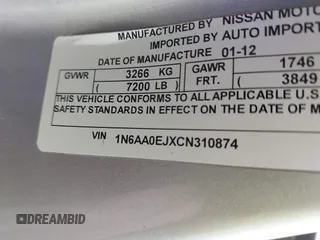 MANUFACTURED BY NISSAN MOTO
IMPORTED BY AUTO IMPORT
DATE OF MANUFACTURE 01-12
GVWR 3266 KG GAWR 1746
( 7200 LB ) FRT. ( 3849
THIS VEHICLE CONFORMS TO ALL
SAFETY STANDARDS IN EFFECT ON THE DATE OF M
VIN 1N6AA0EJXCN310874
DREAMBID